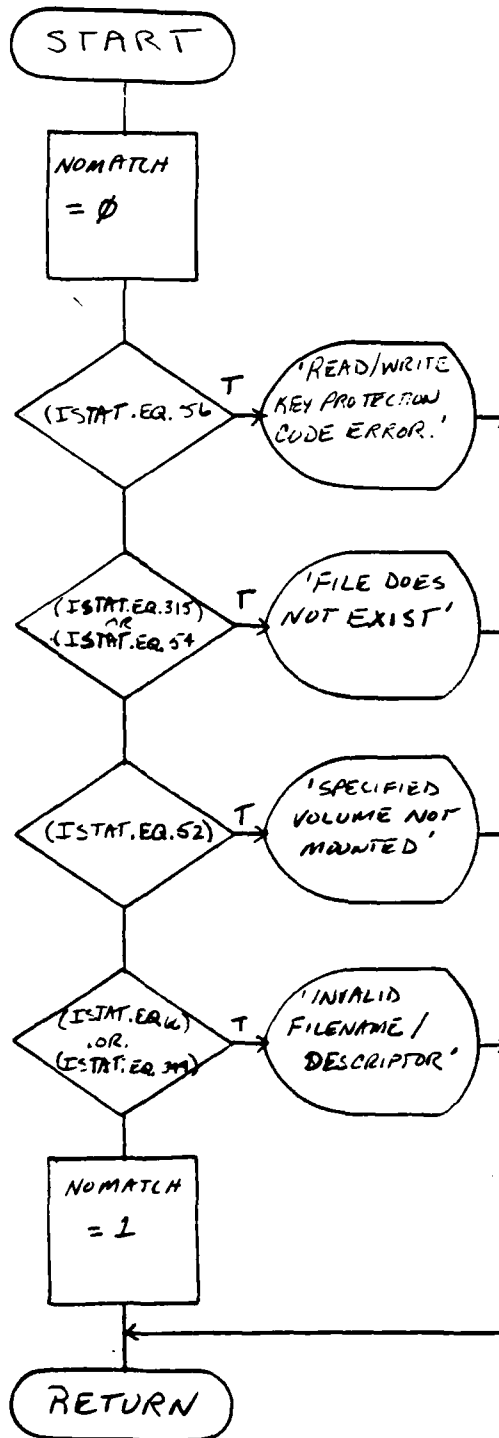 START
NOMATCH
= Ø
(ISTAT.EQ. 56
T
'READ/WRITE
KEY PROTECTION
CODE ERROR.'
(ISTAT.EQ.315)
OR
(ISTAT.EQ.54
T
'FILE DOES
NOT EXIST'
(ISTAT.EQ.52)
T
'SPECIFIED
VOLUME NOT
MOUNTED'
(ISTAT.EQ.
.OR.
(ISTAT.EQ.
T
'INVALID
FILENAME/
DESCRIPTOR'
NOMATCH
= 1
RETURN